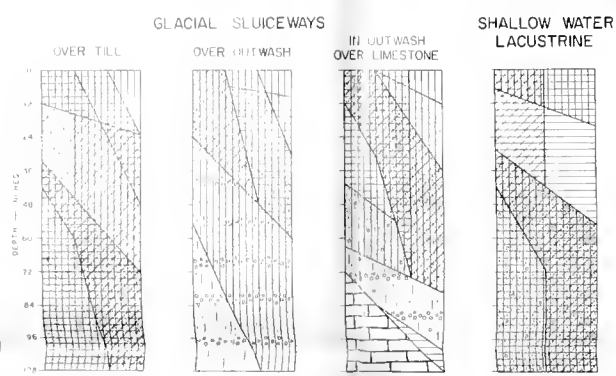 GLACIAL SLUICEWAYS
SHALLOW WATER
LACUSTRINE
OVER TILL
OVER OUTWASH
IN OUTWASH
OVER LIMESTONE
DEPTH — INCHES
48
60
72
84
96